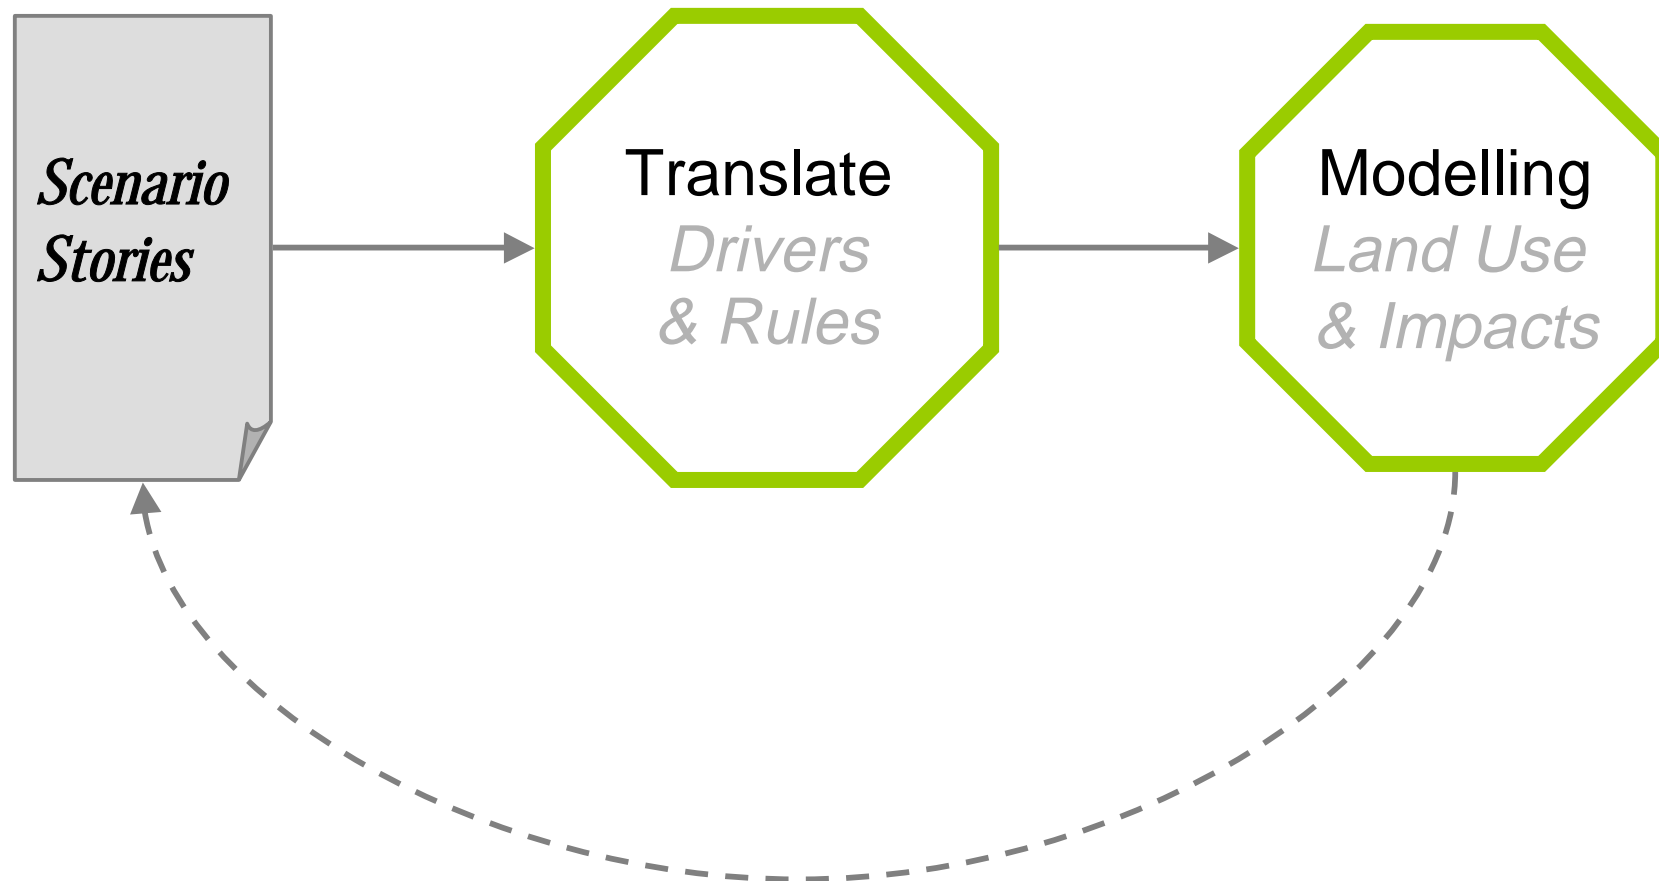 Scenario
Stories
Translate
Drivers
& Rules
Modelling
Land Use
& Impacts